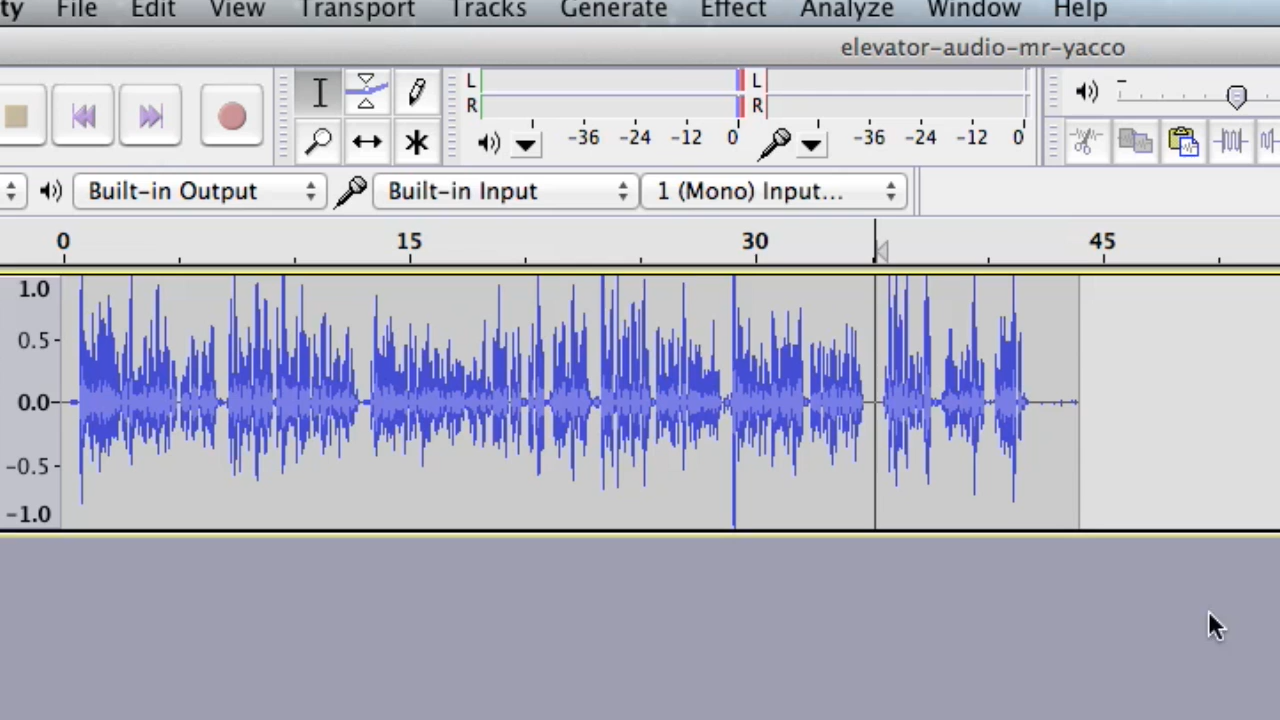 ty File Edit View Transport Tracks Generate Effect Analyze Window Help
elevator-audio-mr-yacco
L L
R R
-36 -24 -12 0 -36 -24 -12 0
Built-in Output Built-in Input 1 (Mono) Input...
0 15 30 45
1.0
0.5
0.0
-0.5
-1.0